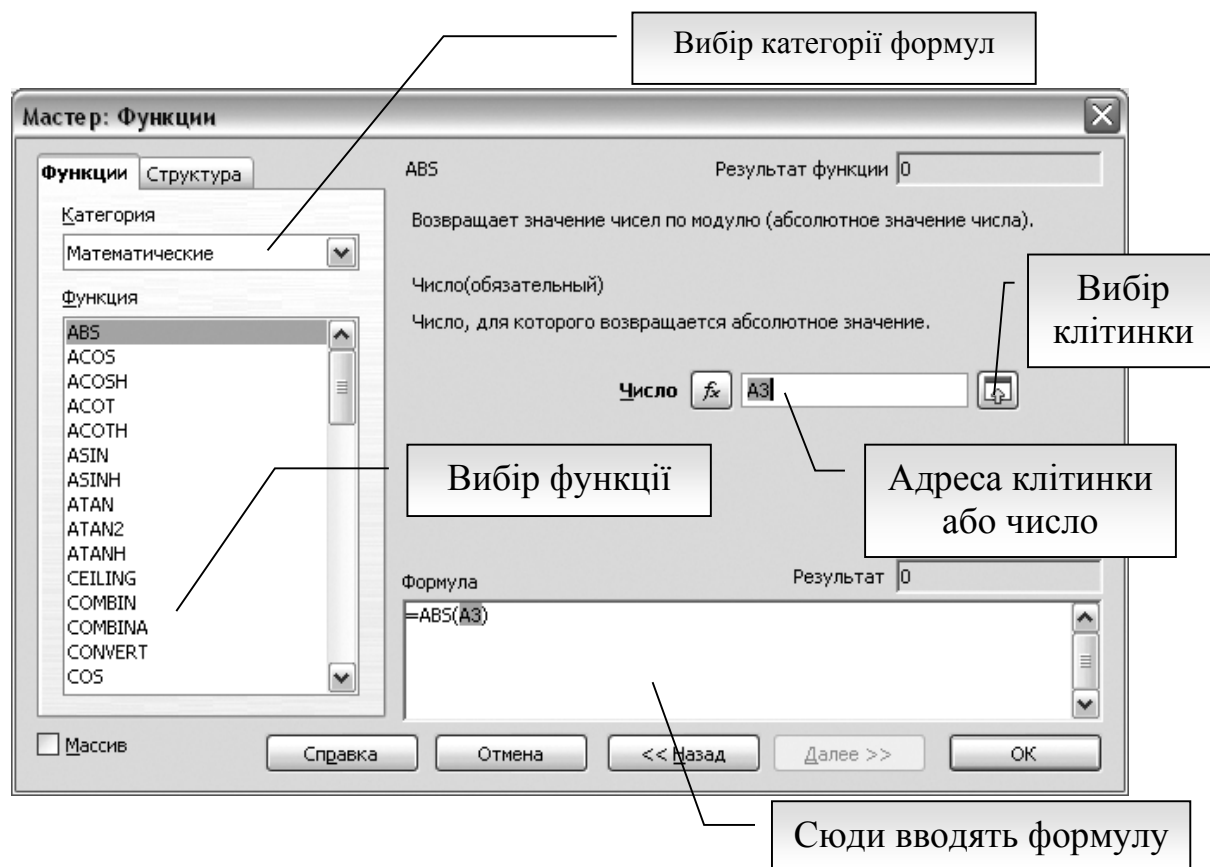 Вибір категорії формул
Мастер: Функции
Функции Структура
ABS Результат функции 0
Категория
Математические
Возвращает значение чисел по модулю (абсолютное значение числа).
Число(обязательный)
Число, для которого возвращается абсолютное значение.
Вибір
клітинки
Функция
ABS
ACOS
ACOSH
ACOT
ACOTH
ASIN
ASINH
ATAN
ATAN2
ATANH
CEILING
COMBIN
COMBINA
CONVERT
COS
Число fx A3
Вибір функції
Адреса клітинки
або число
Формула Результат 0
=ABS(A3)
Массив Справка Отмена << Назад Далее >> ОК
Сюди вводять формулу